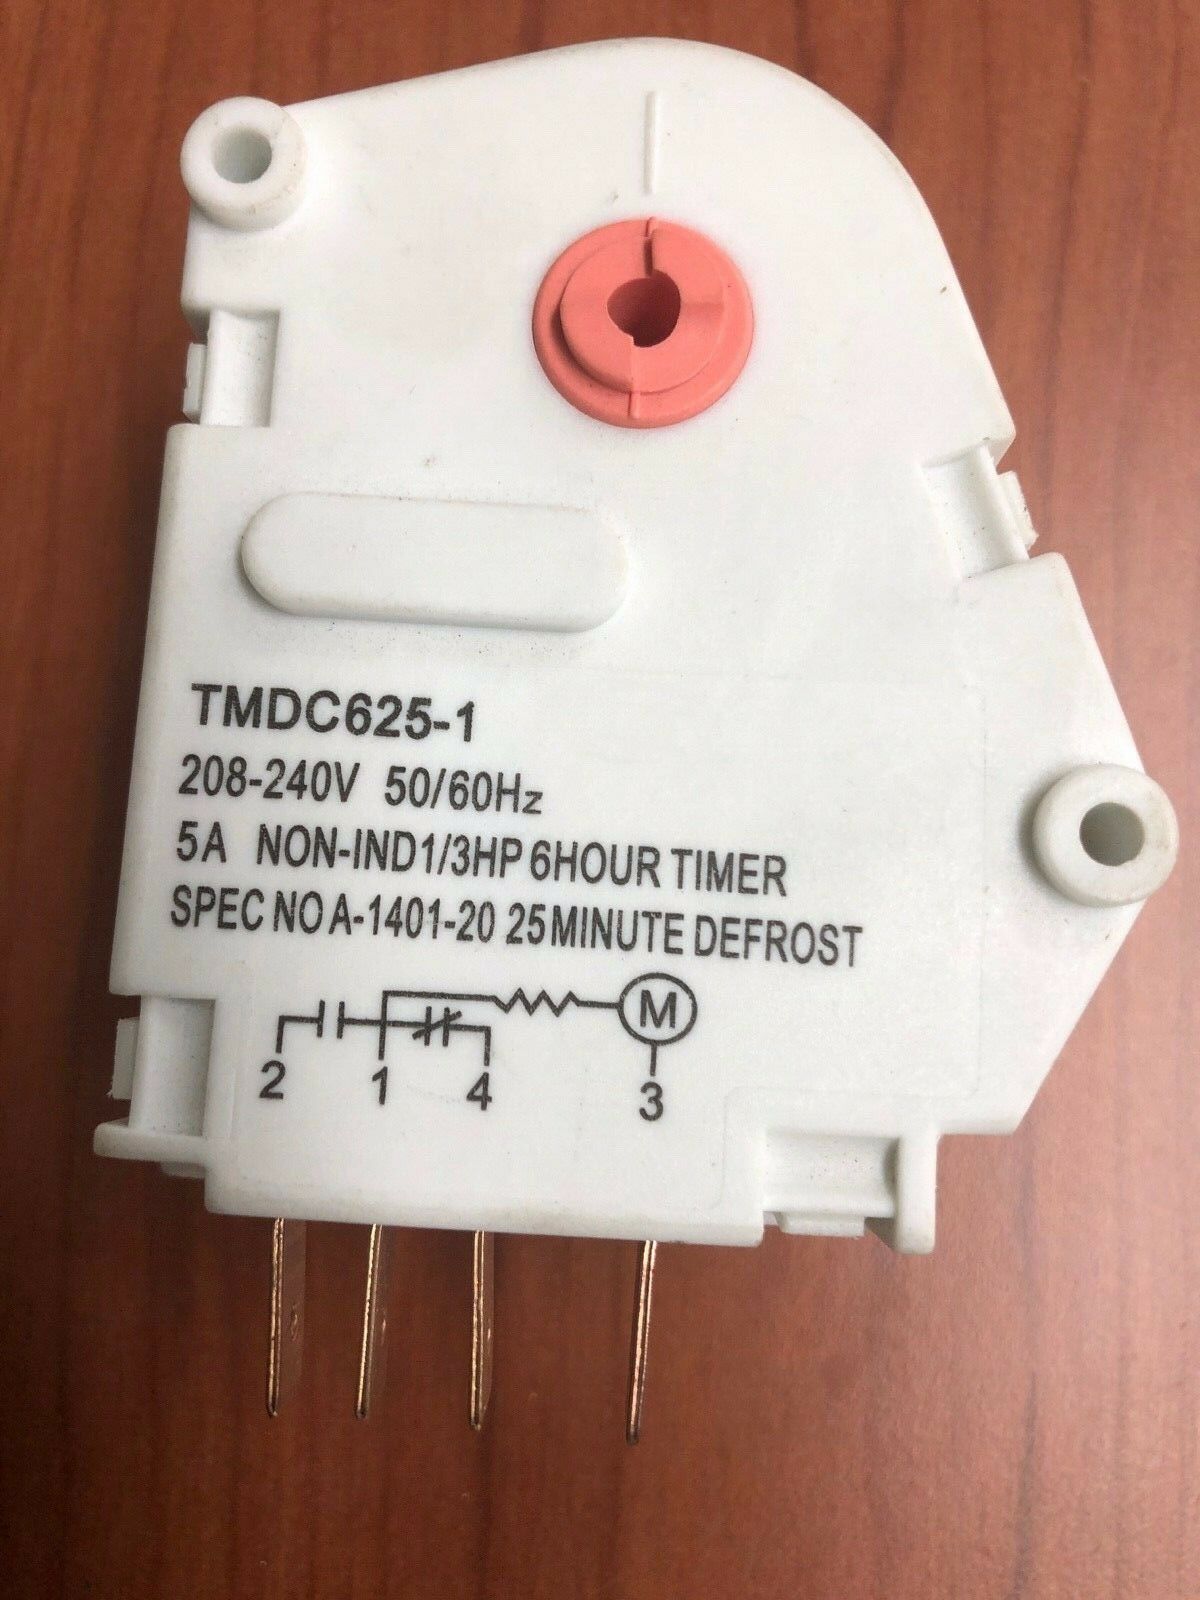 TMDC625-1
208-240V 50/60Hz
5A NON-IND1/3HP 6HOUR TIMER
SPEC NO A-1401-20 25MINUTE DEFROST
M
2 1 4 3